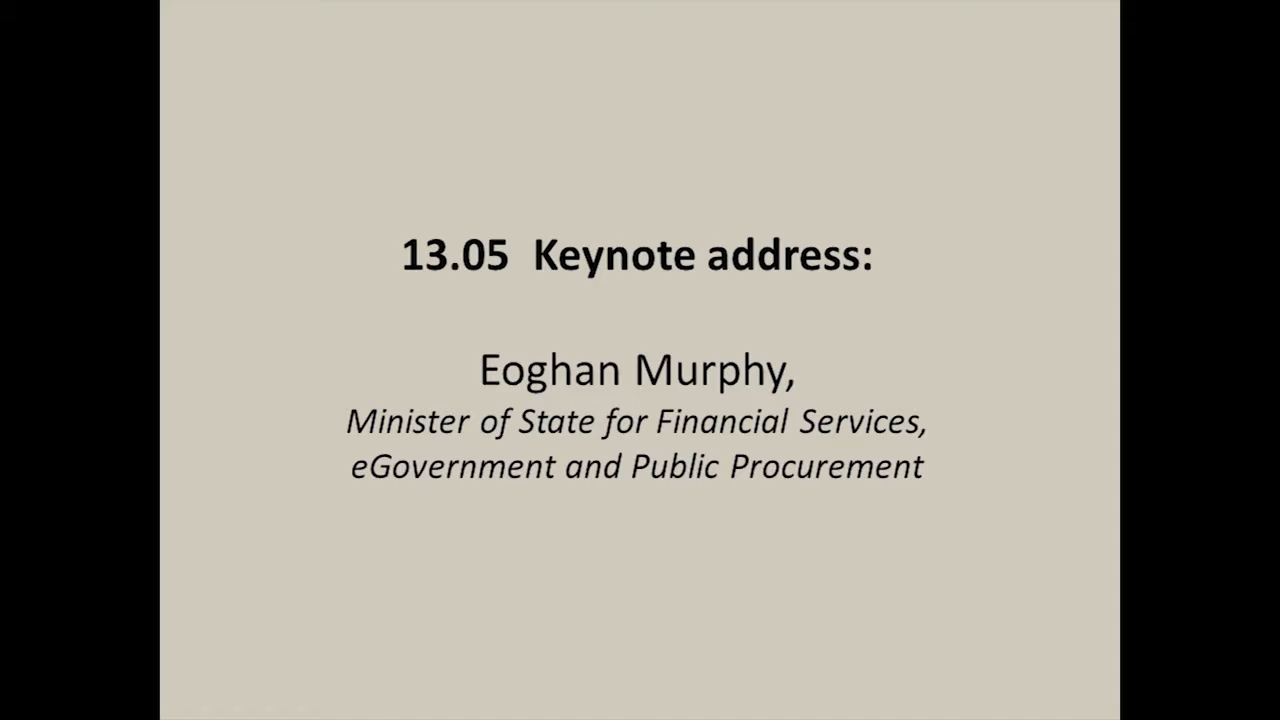 13.05 Keynote address:
Eoghan Murphy,
Minister of State for Financial Services,
eGovernment and Public Procurement